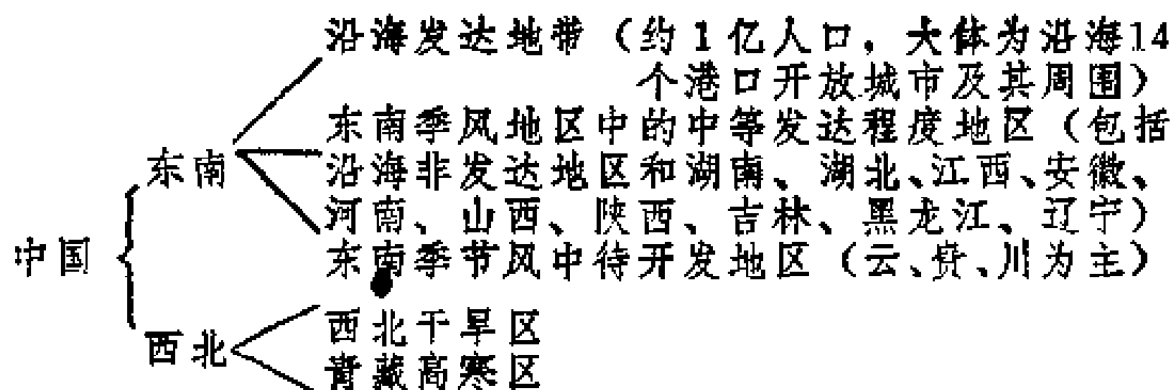 沿海发达地带（约1亿人口，大体为沿海14
个港口开放城市及其周围）
东南季风地区中的中等发达程度地区（包括
东南
沿海非发达地区和湖南、湖北、江西、安徽、
河南、山西、陕西、吉林、黑龙江、辽宁）
中国
东南季节风中待开发地区（云、贵、川为主）
西北干旱区
西北
青藏高寒区